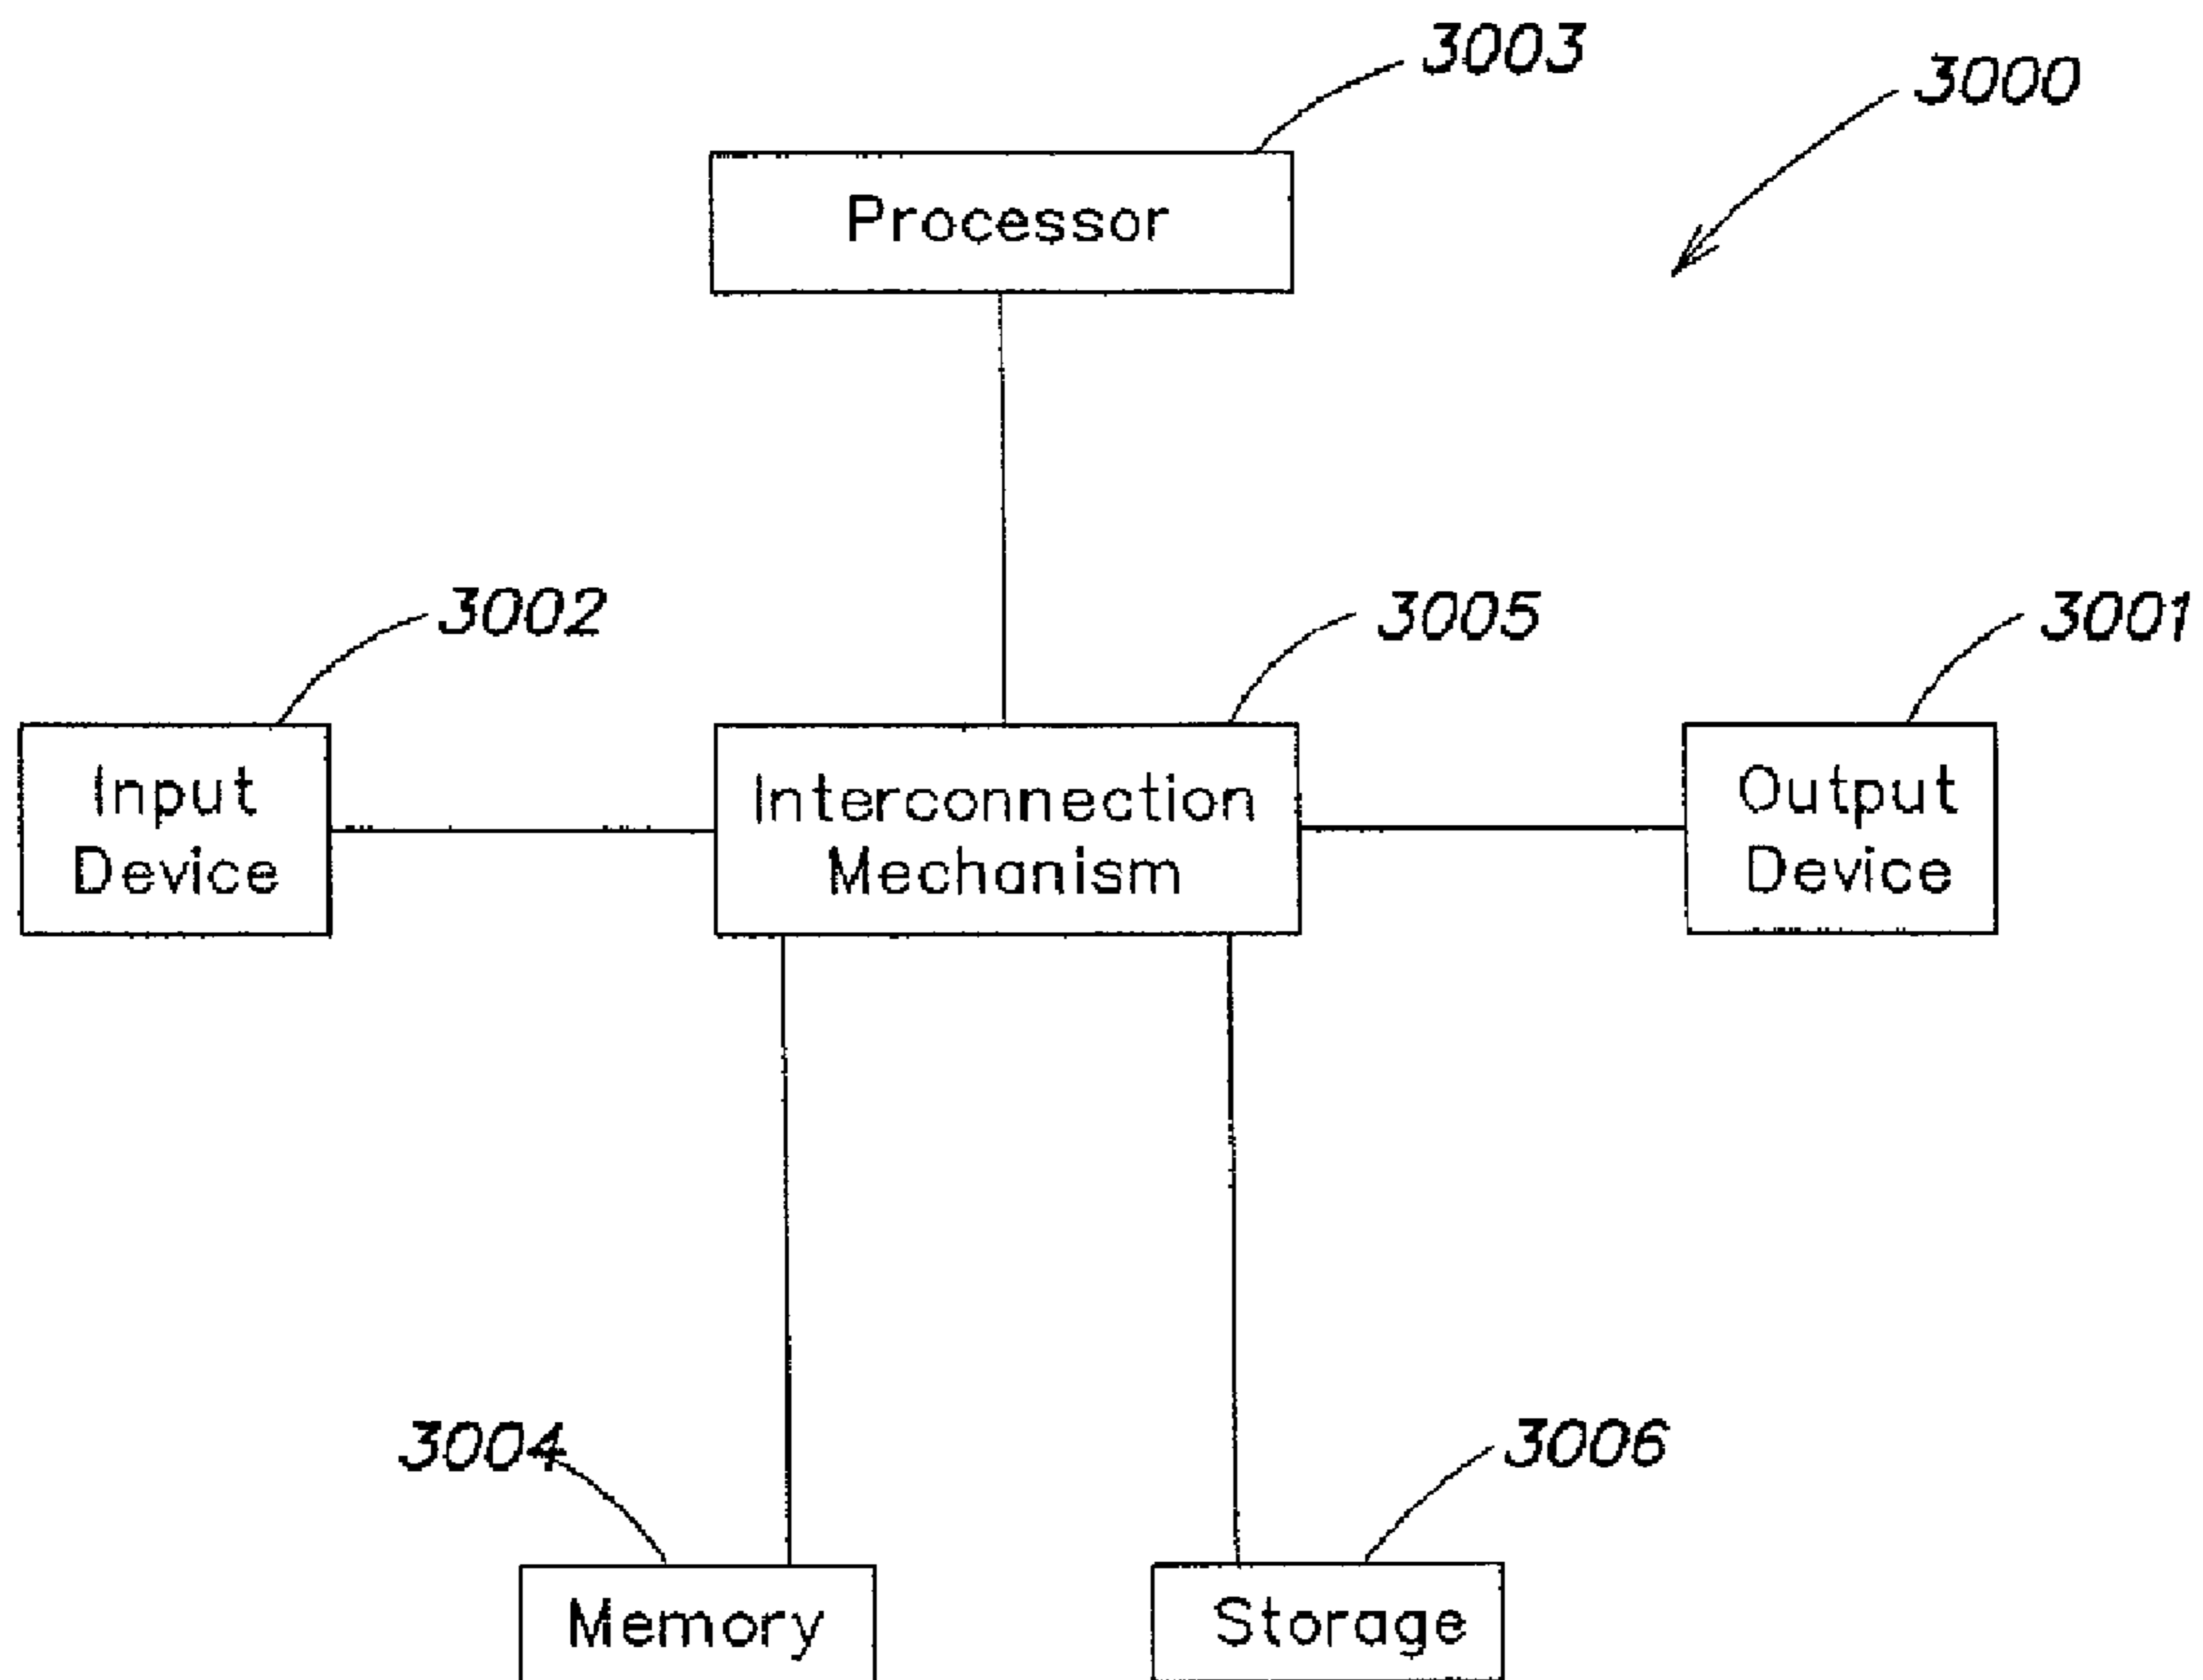 3003
3000
Processor
3002
3005
3001
Input
Device
Interconnection
Mechanism
Output
Device
3004
3006
Memory
Storage